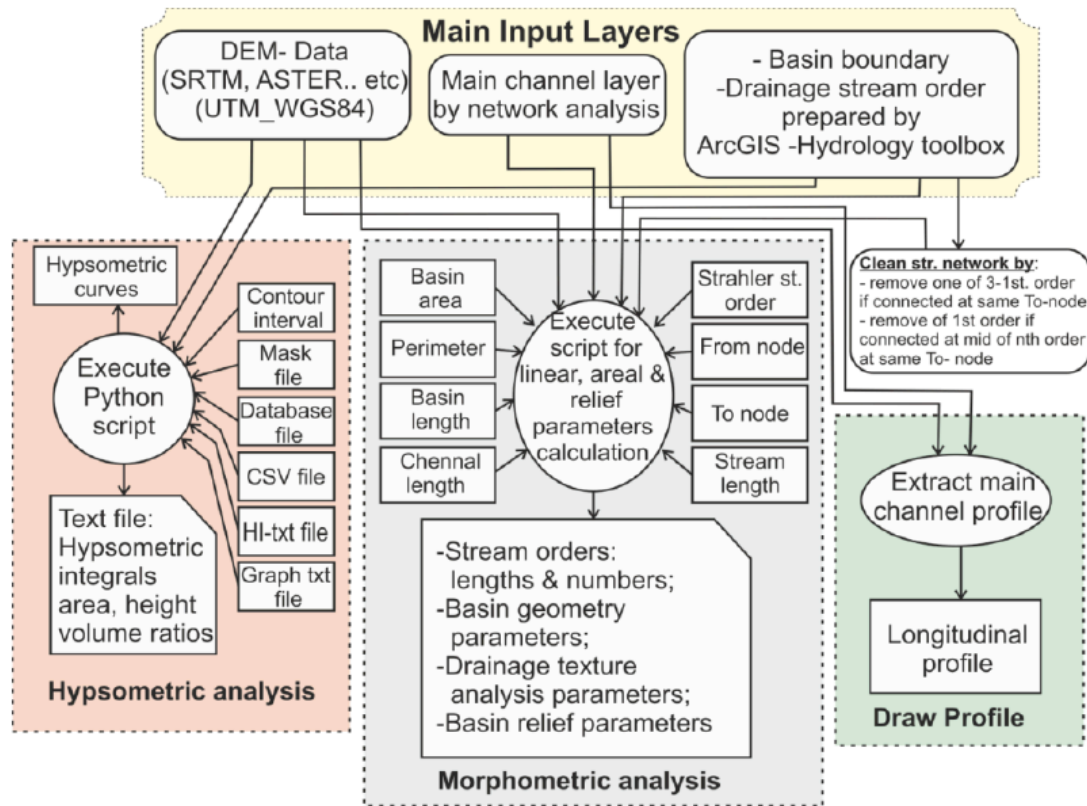 Main Input Layers
DEM- Data
(SRTM, ASTER.. etc)
(UTM_WGS84)
Main channel layer
by network analysis
- Basin boundary
-Drainage stream order
prepared by
ArcGIS -Hydrology toolbox
Clean str. network by:
- remove one of 3-1st. order
if connected at same To-node
- remove of 1st order if
connected at mid of nth order
at same To- node
Hypsometric
curves
Execute
Python
script
Contour
interval
Mask
file
Database
file
CSV file
HI-txt file
Graph txt
file
Text file:
Hypsometric
integrals
area, height
volume ratios
Hypsometric analysis
Basin
area
Perimeter
Basin
length
Chennal
length
Execute
script for
linear, areal &
relief
parameters
calculation
Strahler st.
order
From node
To node
Stream
length
-Stream orders:
lengths & numbers;
-Basin geometry
parameters;
-Drainage texture
analysis parameters;
-Basin relief parameters
Morphometric analysis
Extract main
channel profile
Longitudinal
profile
Draw Profile